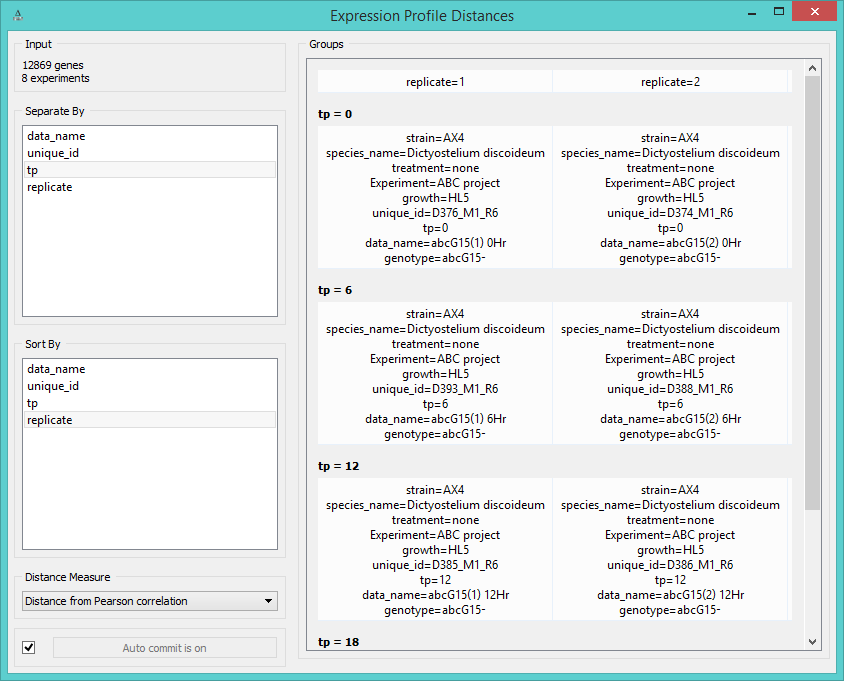 Expression Profile Distances
Input
12869 genes
8 experiments
Separate By
data_name
unique_id
tp
replicate
Sort By
data_name
unique_id
tp
replicate
Distance Measure
Distance from Pearson correlation
Auto commit is on
Groups
replicate=1 replicate=2
tp = 0
strain=AX4 strain=AX4
species_name=Dictyostelium discoideum species_name=Dictyostelium discoideum
treatment=none treatment=none
Experiment=ABC project Experiment=ABC project
growth=HL5 growth=HL5
unique_id=D376_M1_R6 unique_id=D374_M1_R6
tp=0 tp=0
data_name=abcG15(1) 0Hr data_name=abcG15(2) 0Hr
genotype=abcG15- genotype=abcG15-
tp = 6
strain=AX4 strain=AX4
species_name=Dictyostelium discoideum species_name=Dictyostelium discoideum
treatment=none treatment=none
Experiment=ABC project Experiment=ABC project
growth=HL5 growth=HL5
unique_id=D393_M1_R6 unique_id=D388_M1_R6
tp=6 tp=6
data_name=abcG15(1) 6Hr data_name=abcG15(2) 6Hr
genotype=abcG15- genotype=abcG15-
tp = 12
strain=AX4 strain=AX4
species_name=Dictyostelium discoideum species_name=Dictyostelium discoideum
treatment=none treatment=none
Experiment=ABC project Experiment=ABC project
growth=HL5 growth=HL5
unique_id=D385_M1_R6 unique_id=D386_M1_R6
tp=12 tp=12
data_name=abcG15(1) 12Hr data_name=abcG15(2) 12Hr
genotype=abcG15- genotype=abcG15-
tp = 18